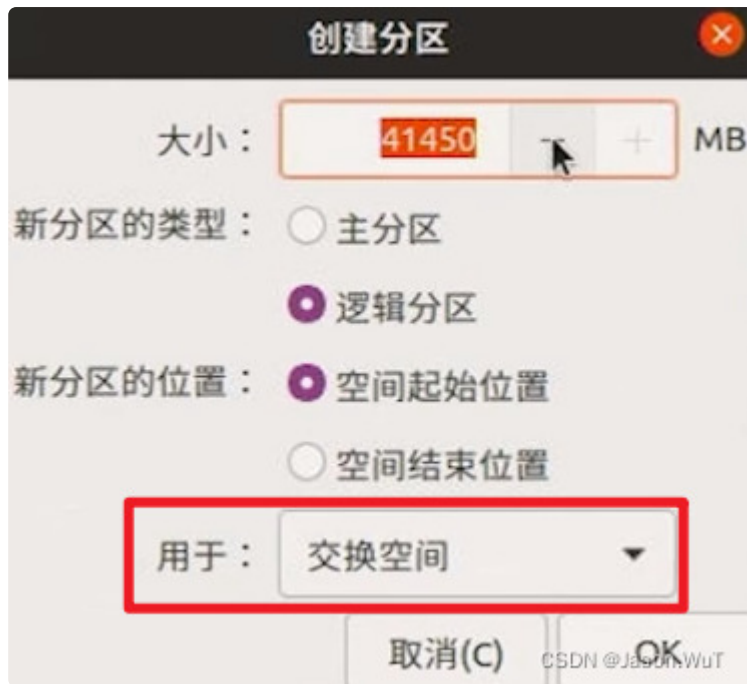 创建分区
大小： 41450 - + MB
新分区的类型： 主分区
逻辑分区
新分区的位置： 空间起始位置
空间结束位置
用于： 交换空间
取消(C) OK
CSDN @Jason.WuT